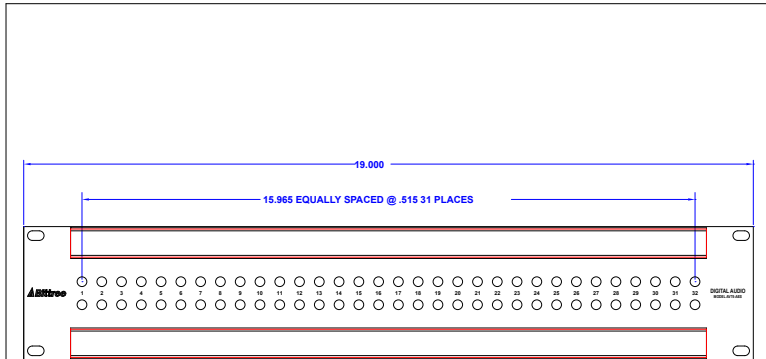 19.000
15.965 EQUALLY SPACED @ .515 31 PLACES
Bittree
1 2 3 4 5 6 7 8 9 10 11 12 13 14 15 16 17 18 19 20 21 22 23 24 25 26 27 28 29 30 31 32
DIGITAL AUDIO